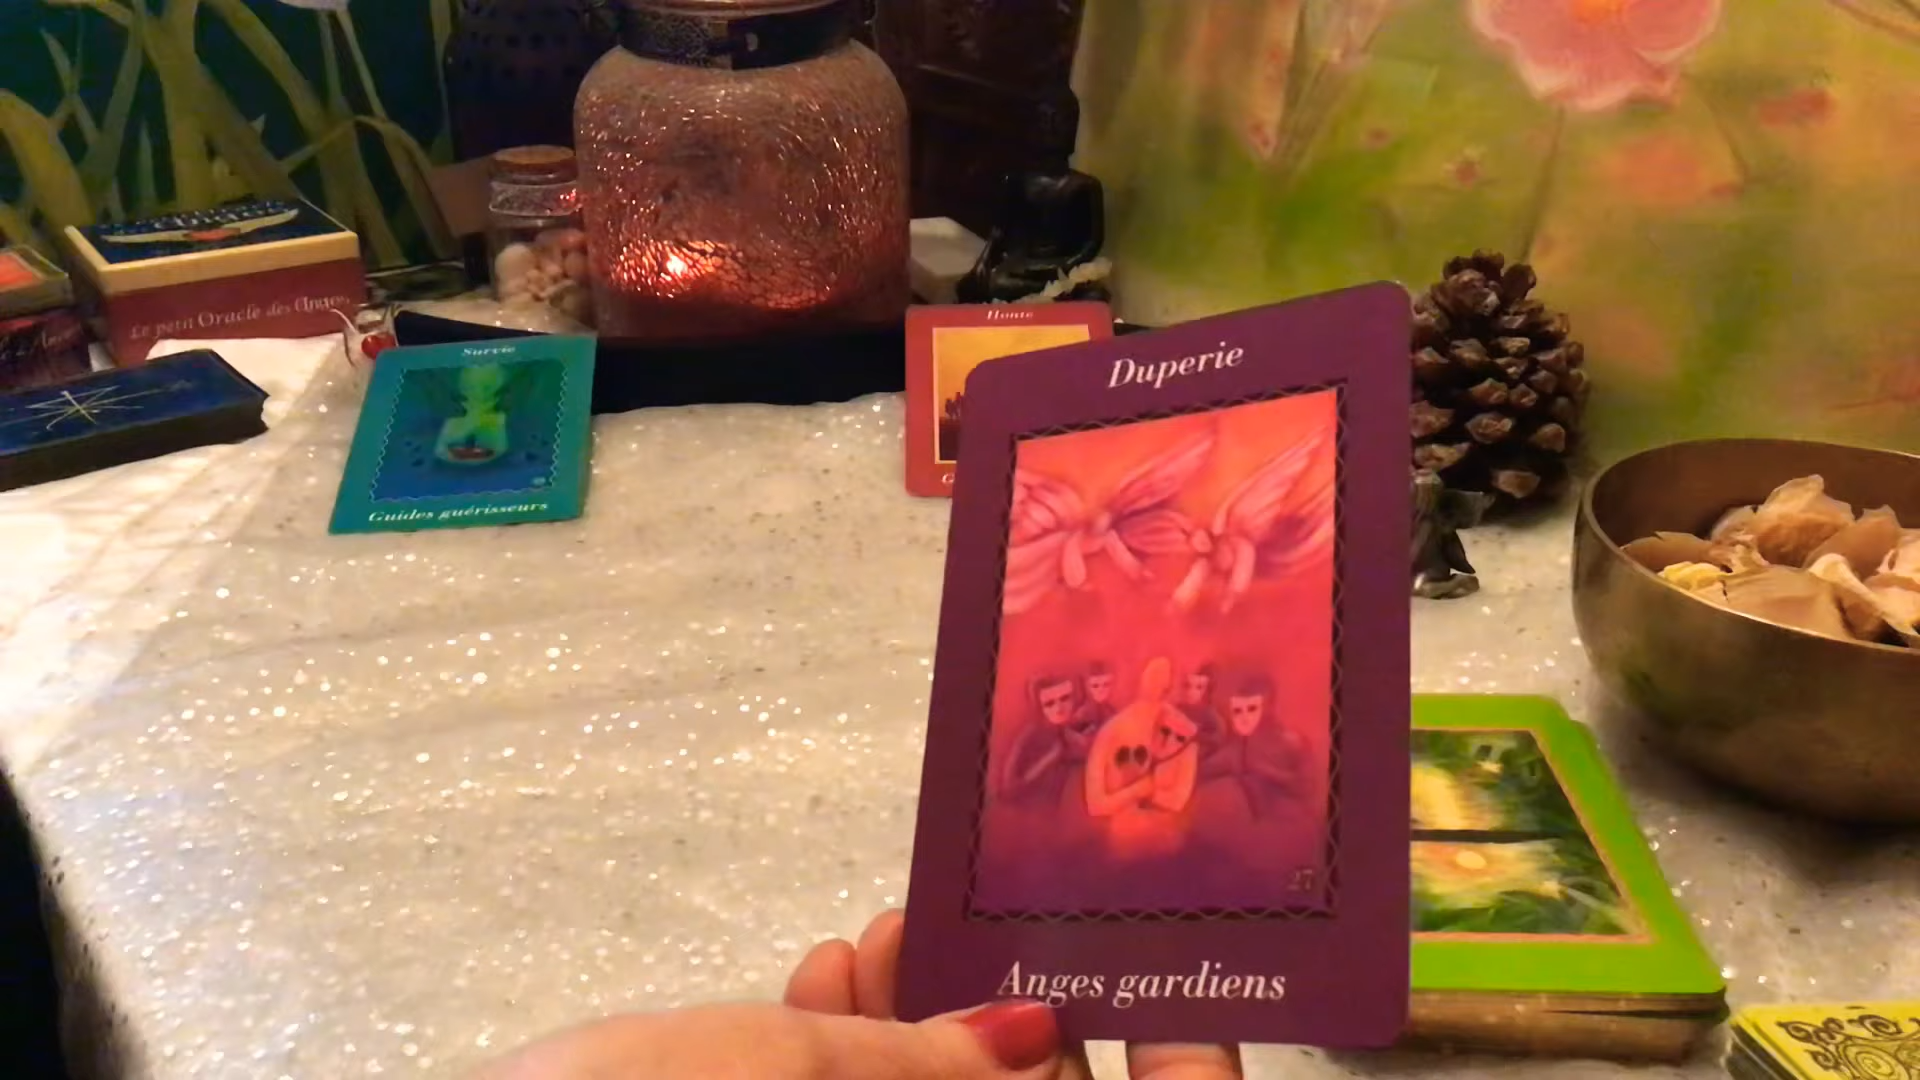 Le petit Oracle des Anges
Survie
Guides guérisseurs
Honte
Duperie
27
Anges gardiens